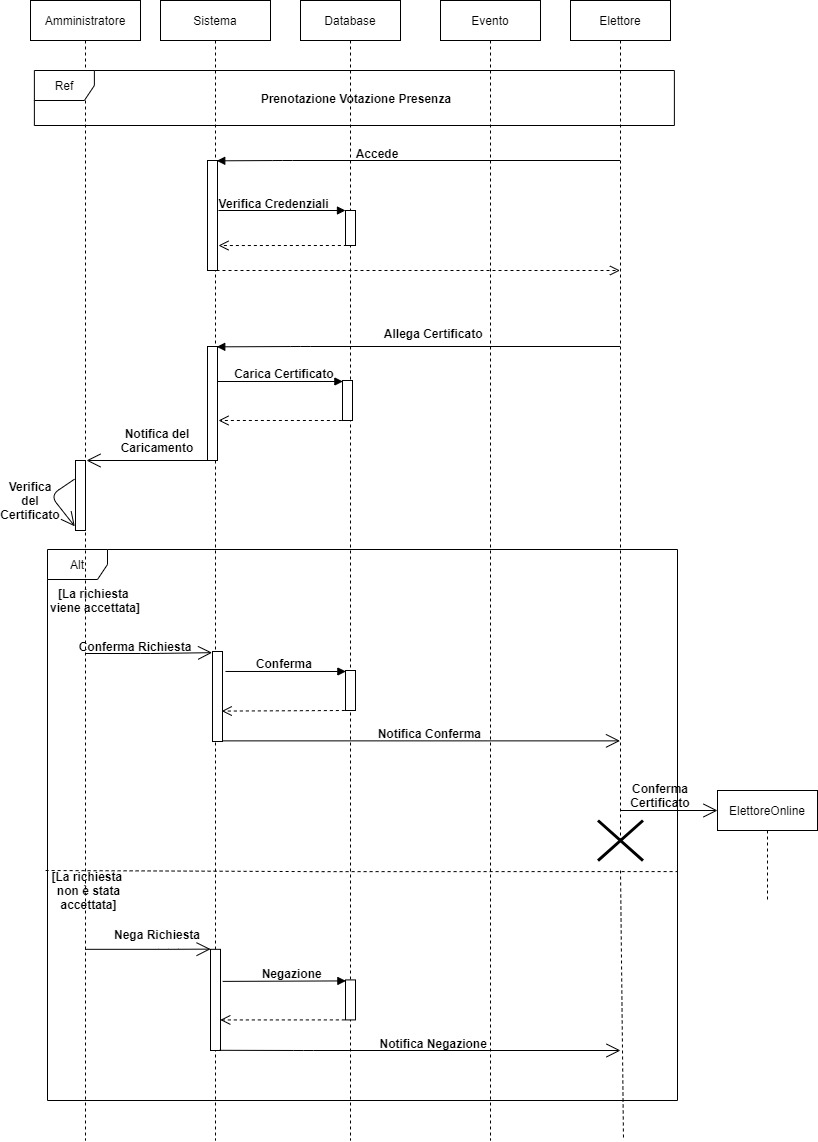 Amministratore
Sistema
Database
Evento
Elettore
Ref
Prenotazione Votazione Presenza
Accede
Verifica Credenziali
Allega Certificato
Carica Certificato
Notifica del
Caricamento
Verifica
del
Certificato
Alt
[La richiesta
viene accettata]
Conferma Richiesta
Conferma
Notifica Conferma
Conferma
Certificato
ElettoreOnline
[La richiesta
non è stata
accettata]
Nega Richiesta
Negazione
Notifica Negazione